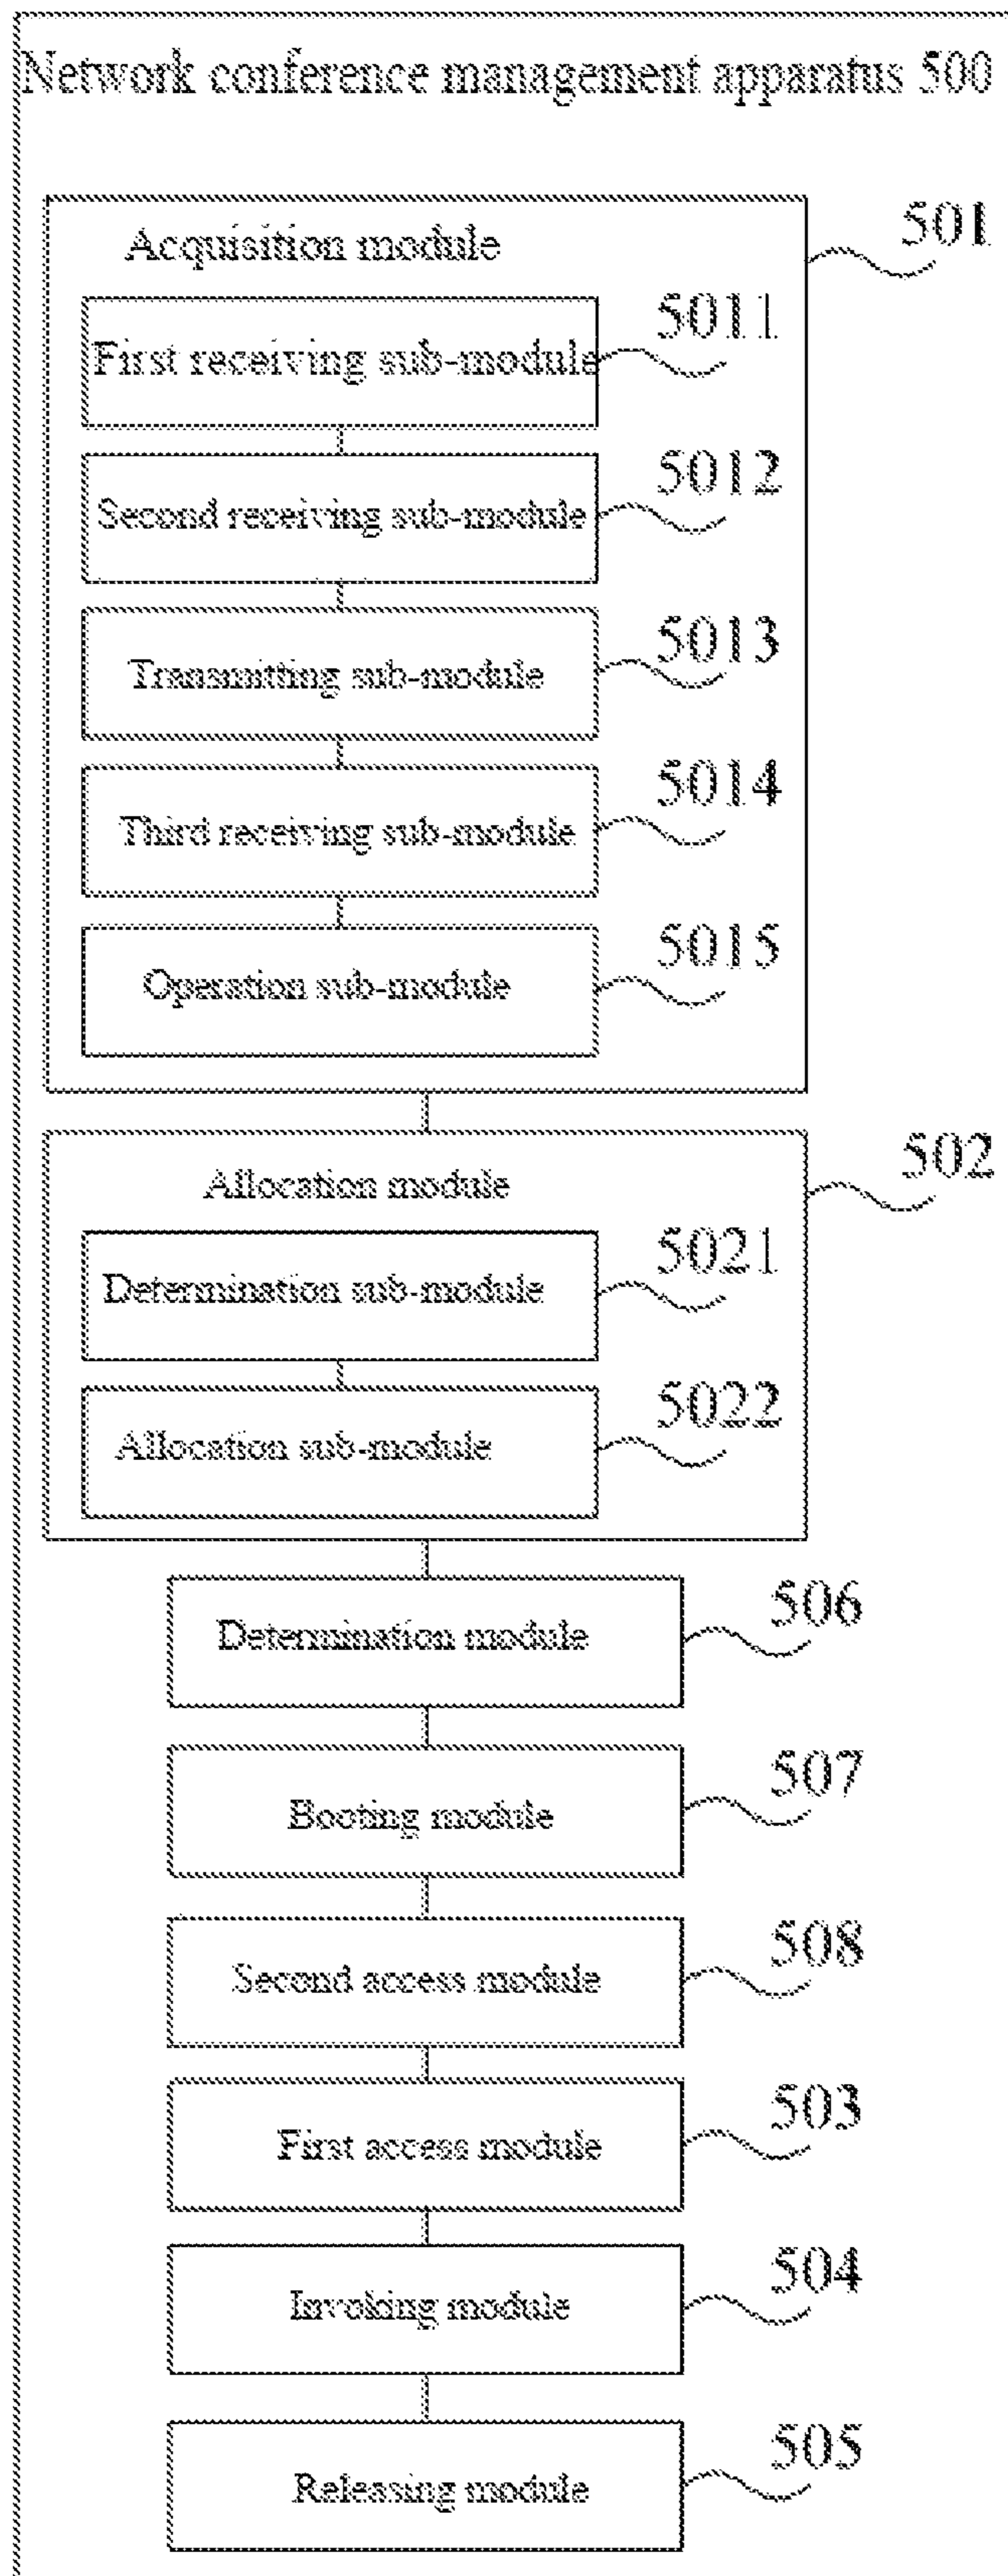 Network conference management apparatus 500
Acquisition module
501
First receiving sub-module
5011
Second receiving sub-module
5012
Transmitting sub-module
5013
Third receiving sub-module
5014
Operation sub-module
5015
Allocation module
502
Determination sub-module
5021
Allocation sub-module
5022
Determination module
506
Booting module
507
Second access module
508
First access module
503
Invoking module
504
Releasing module
505